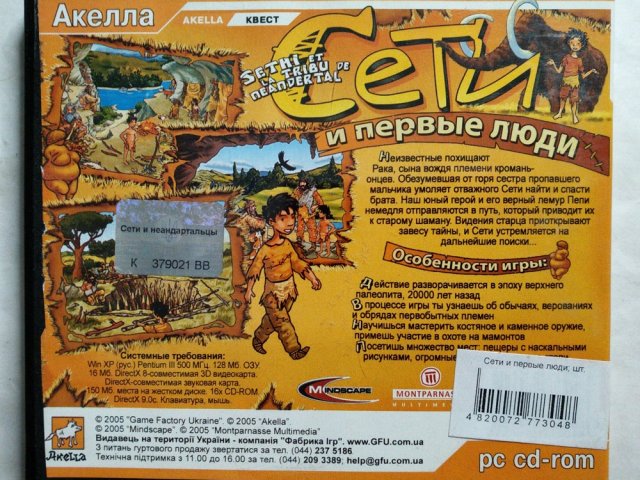 Акелла
AKELLA
КВЕСТ
SETHI ET
LA TRIBU DE
NEANDERTAL
Сети
и первые люди
Неизвестные похищают
Рака, сына вождя племени кромань-
онцев. Обезумевшая от горя сестра пропавшего
мальчика умоляет отважного Сети найти и спасти
брата. Наш юный герой и его верный лемур Пепи
немедля отправляются в путь, который приводит их
к старому шаману. Видения старца приоткрывают
завесу тайны, и Сети устремляется на
дальнейшие поиски...
Сети и неандартальцы
К 379021 ВВ
Особенности игры:
Действие разворачивается в эпоху верхнего
палеолита, 20000 лет назад
В процессе игры ты узнаешь об обычаях, верованиях
и обрядах первобытных племен
Научишься мастерить костяное и каменное оружие,
примешь участие в охоте на мамонтов
Посетишь множество мест: пещеры с наскальными
рисунками, огромные
Системные требования:
Win XP (рус.) Pentium III 500 МГц. 128 Мб. ОЗУ.
16 Мб. DirectX 8-совместимая 3D видеокарта.
DirectX-совместимая звуковая карта.
150 Мб. места на жестком диске. 16x CD-ROM
DirectX 9.0c. Клавиатура, мышь.
MINDSCAPE
MONTPARNAS
MULTIMED
Сети и первые люди; шт.
4820072773048
© 2005 "Game Factory Ukraine". © 2005 "Akella".
© 2005 "Mindscape". © 2005 "Montparnasse Multimedia"
Видавець на території України - компанія "Фабрика Ігр". www.GFU.com.ua
З питань гуртового продажу звертатися за тел. (044) 237 5186
Технічна підтримка з 11.00 до 16.00 за тел. (044) 209 3389; help@gfu.com.ua
Akella
pc cd-rom